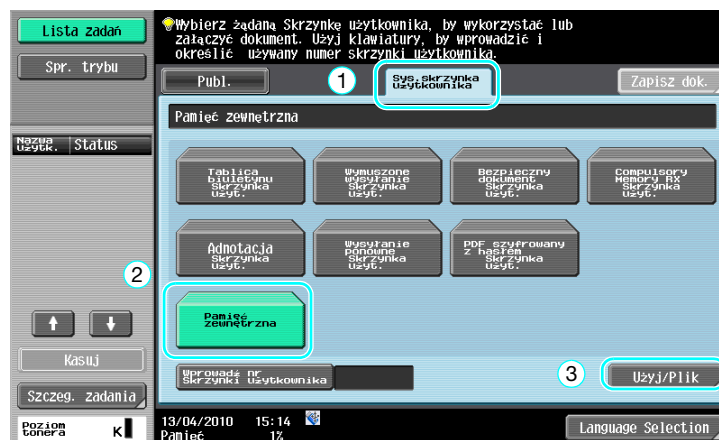 Lista zadań
Spr. trybu
Nazwa użytk.
Status
Kasuj
Szczeg. zadania
Poziom
tonera
K
Wybierz żądaną Skrzynkę użytkownika, by wykorzystać lub
załączyć dokument. Użyj klawiatury, by wprowadzić i
określić używany numer skrzynki użytkownika.
Publ.
1
Sys.skrzynka
użytkownika
Zapisz dok.
Pamięć zewnętrzna
Tablica
biuletynu
Skrzynka
użyt.
Wymuszone
wysyłanie
Skrzynka
użyt.
Bezpieczny
dokument
Skrzynka
użyt.
Compulsory
Memory RX
Skrzynka
użyt.
Adnotacja
Skrzynka
użyt.
Wysyłanie
ponowne
Skrzynka
użyt.
PDF szyfrowany
z hasłem
Skrzynka
użyt.
2
Pamięć
zewnętrzna
Wprowadź nr
Skrzynki użytkownika
3
Użyj/Plik
13/04/2010 15:14
Pamięć 1%
Language Selection